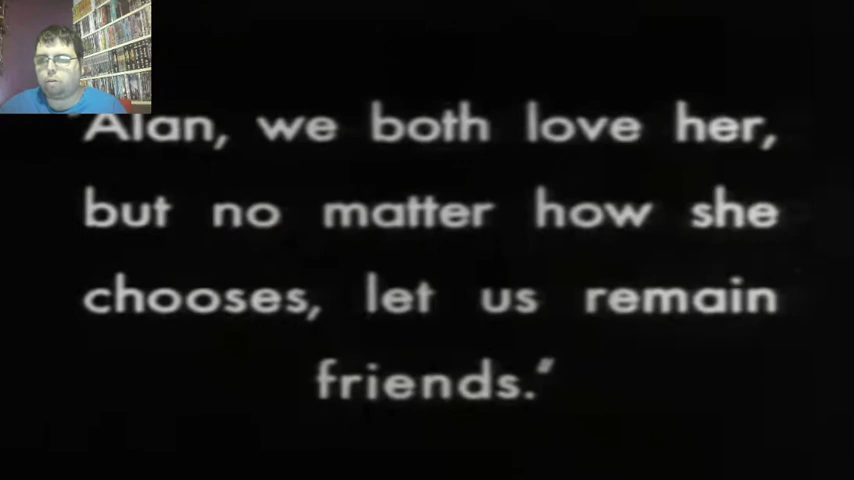 Alan, we both love her,
but no matter how she
chooses, let us remain
friends."